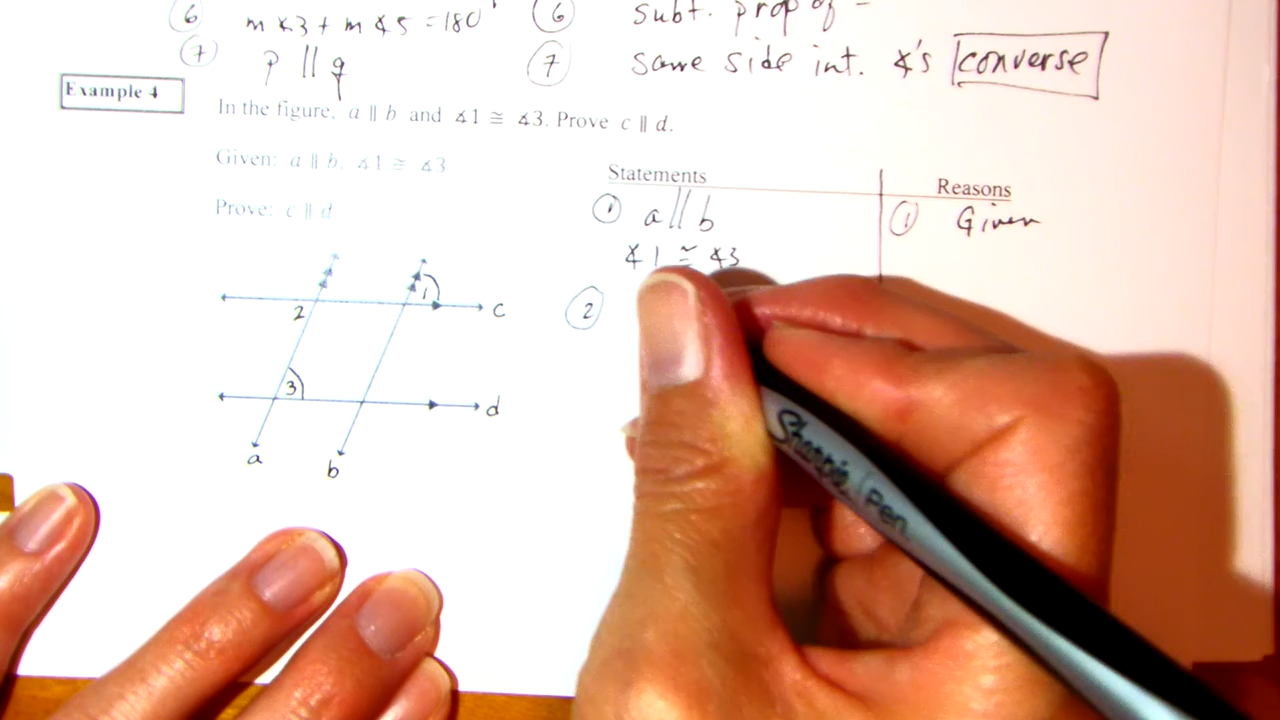 6 m∡3 + m∡5 = 180° 6 subt. prop of =
7 p || q 7 same side int. ∡'s converse
Example 4
In the figure, a || b and ∡1 ≅ ∡3. Prove c || d.
Given: a || b, ∡1 ≅ ∡3
Prove: c || d
Statements Reasons
1 a || b 1 Given
∡1 ≅ ∡3
2
1
2
c
3
d
a
b
Sharpie Pen